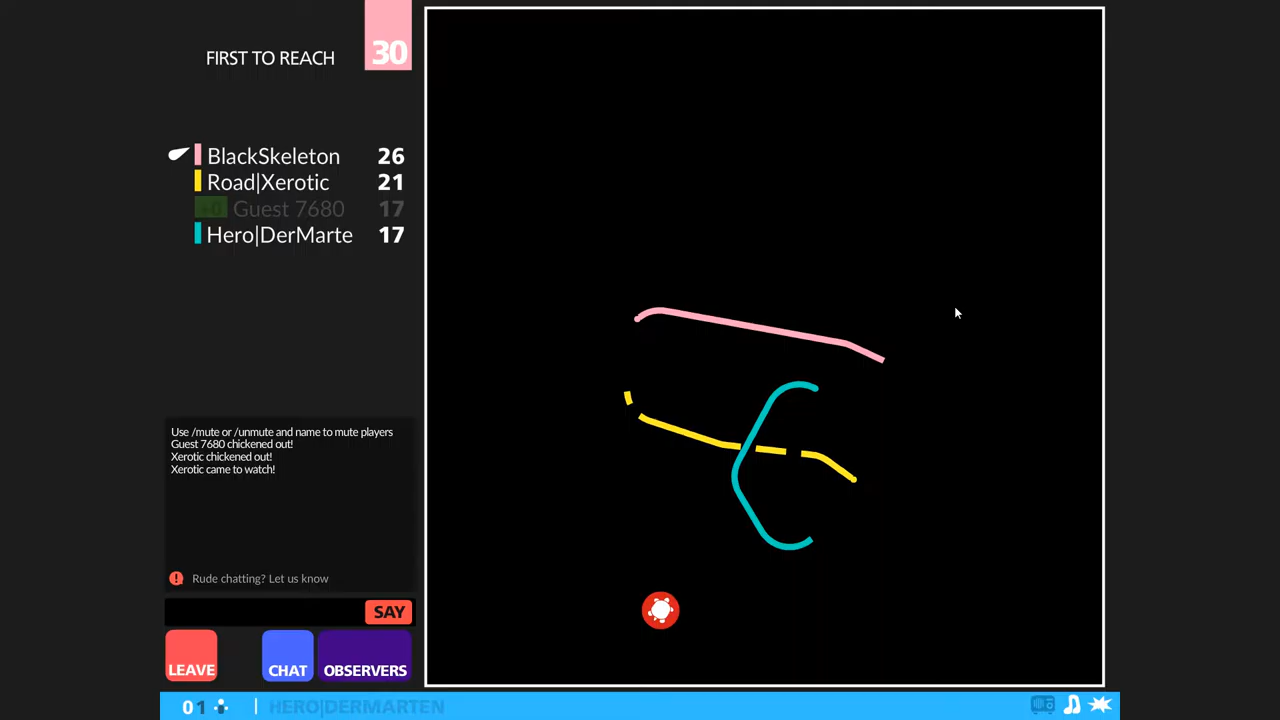 FIRST TO REACH
30
BlackSkeleton 26
Road|Xerotic 21
+0 Guest 7680 17
Hero|DerMarte 17
Use /mute or /unmute and name to mute players
Guest 7680 chickened out!
Xerotic chickened out!
Xerotic came to watch!
Rude chatting? Let us know
SAY
LEAVE
CHAT
OBSERVERS
01
HERO|DERMARTEN